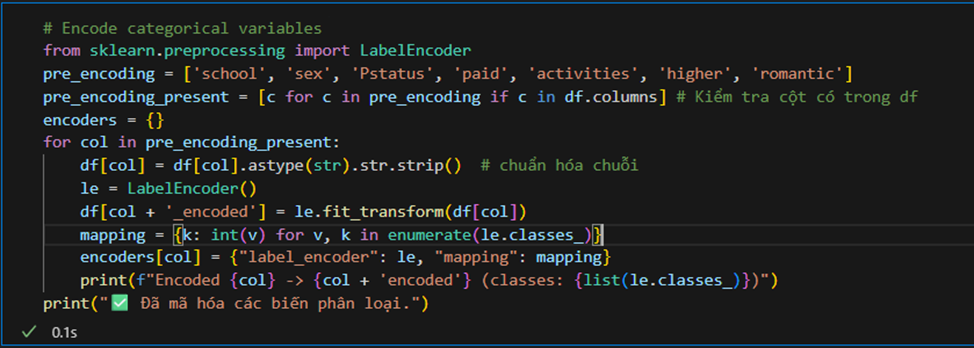 # Encode categorical variables
from sklearn.preprocessing import LabelEncoder
pre_encoding = ['school', 'sex', 'Pstatus', 'paid', 'activities', 'higher', 'romantic']
pre_encoding_present = [c for c in pre_encoding if c in df.columns] # Kiểm tra cột có trong df
encoders = {}
for col in pre_encoding_present:
    df[col] = df[col].astype(str).str.strip()  # chuẩn hóa chuỗi
    le = LabelEncoder()
    df[col + '_encoded'] = le.fit_transform(df[col])
    mapping = {k: int(v) for v, k in enumerate(le.classes_)}
    encoders[col] = {"label_encoder": le, "mapping": mapping}
    print(f"Encoded {col} -> {col + 'encoded'} (classes: {list(le.classes_)})")
print("✅ Đã mã hóa các biến phân loại.")
✓ 0.1s